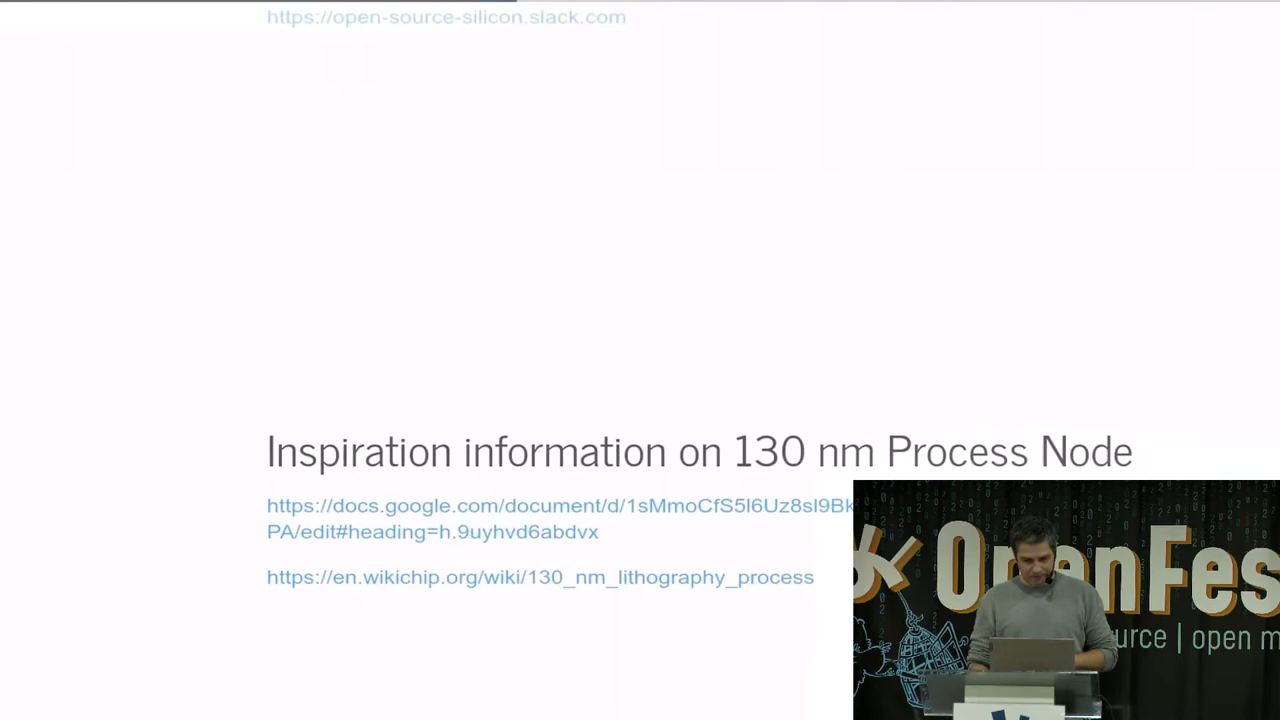 https://open-source-silicon.slack.com
Inspiration information on 130 nm Process Node
PA/edit#heading=h.9uyhvd6abdvx
https://en.wikichip.org/wiki/130_nm_lithography_process
OpenFes
urce | open m